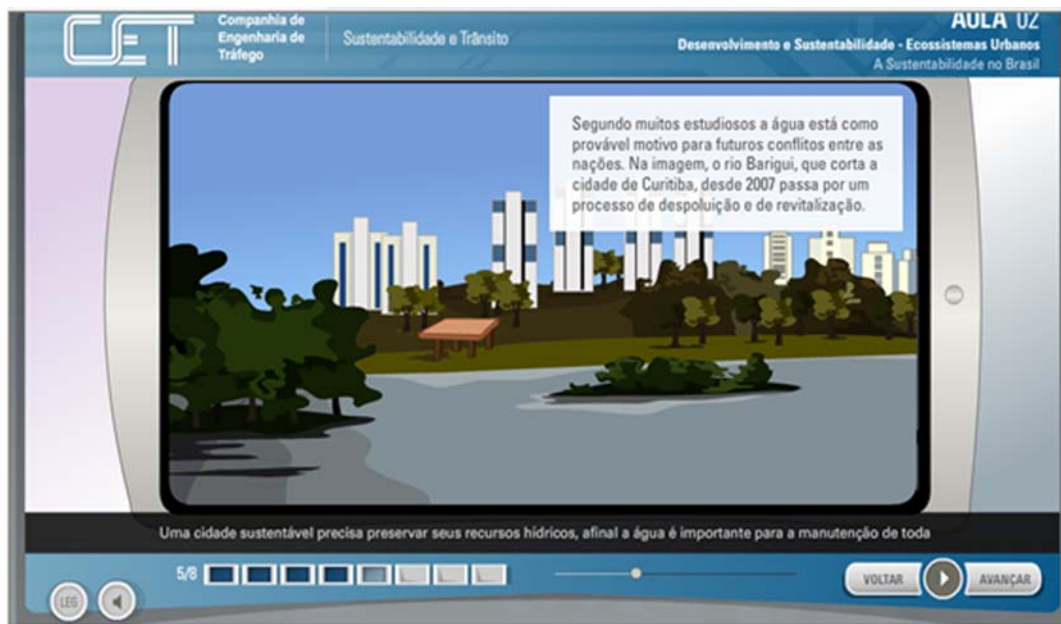 CET
Companhia de
Engenharia de
Tráfego
Sustentabilidade e Trânsito
AULA 02
Desenvolvimento e Sustentabilidade - Ecossistemas Urbanos
A Sustentabilidade no Brasil
Segundo muitos estudiosos a água está como
provável motivo para futuros conflitos entre as
nações. Na imagem, o rio Barigui, que corta a
cidade de Curitiba, desde 2007 passa por um
processo de despoluição e de revitalização.
Uma cidade sustentável precisa preservar seus recursos hídricos, afinal a água é importante para a manutenção de toda
5/8
VOLTAR
AVANÇAR
LEG